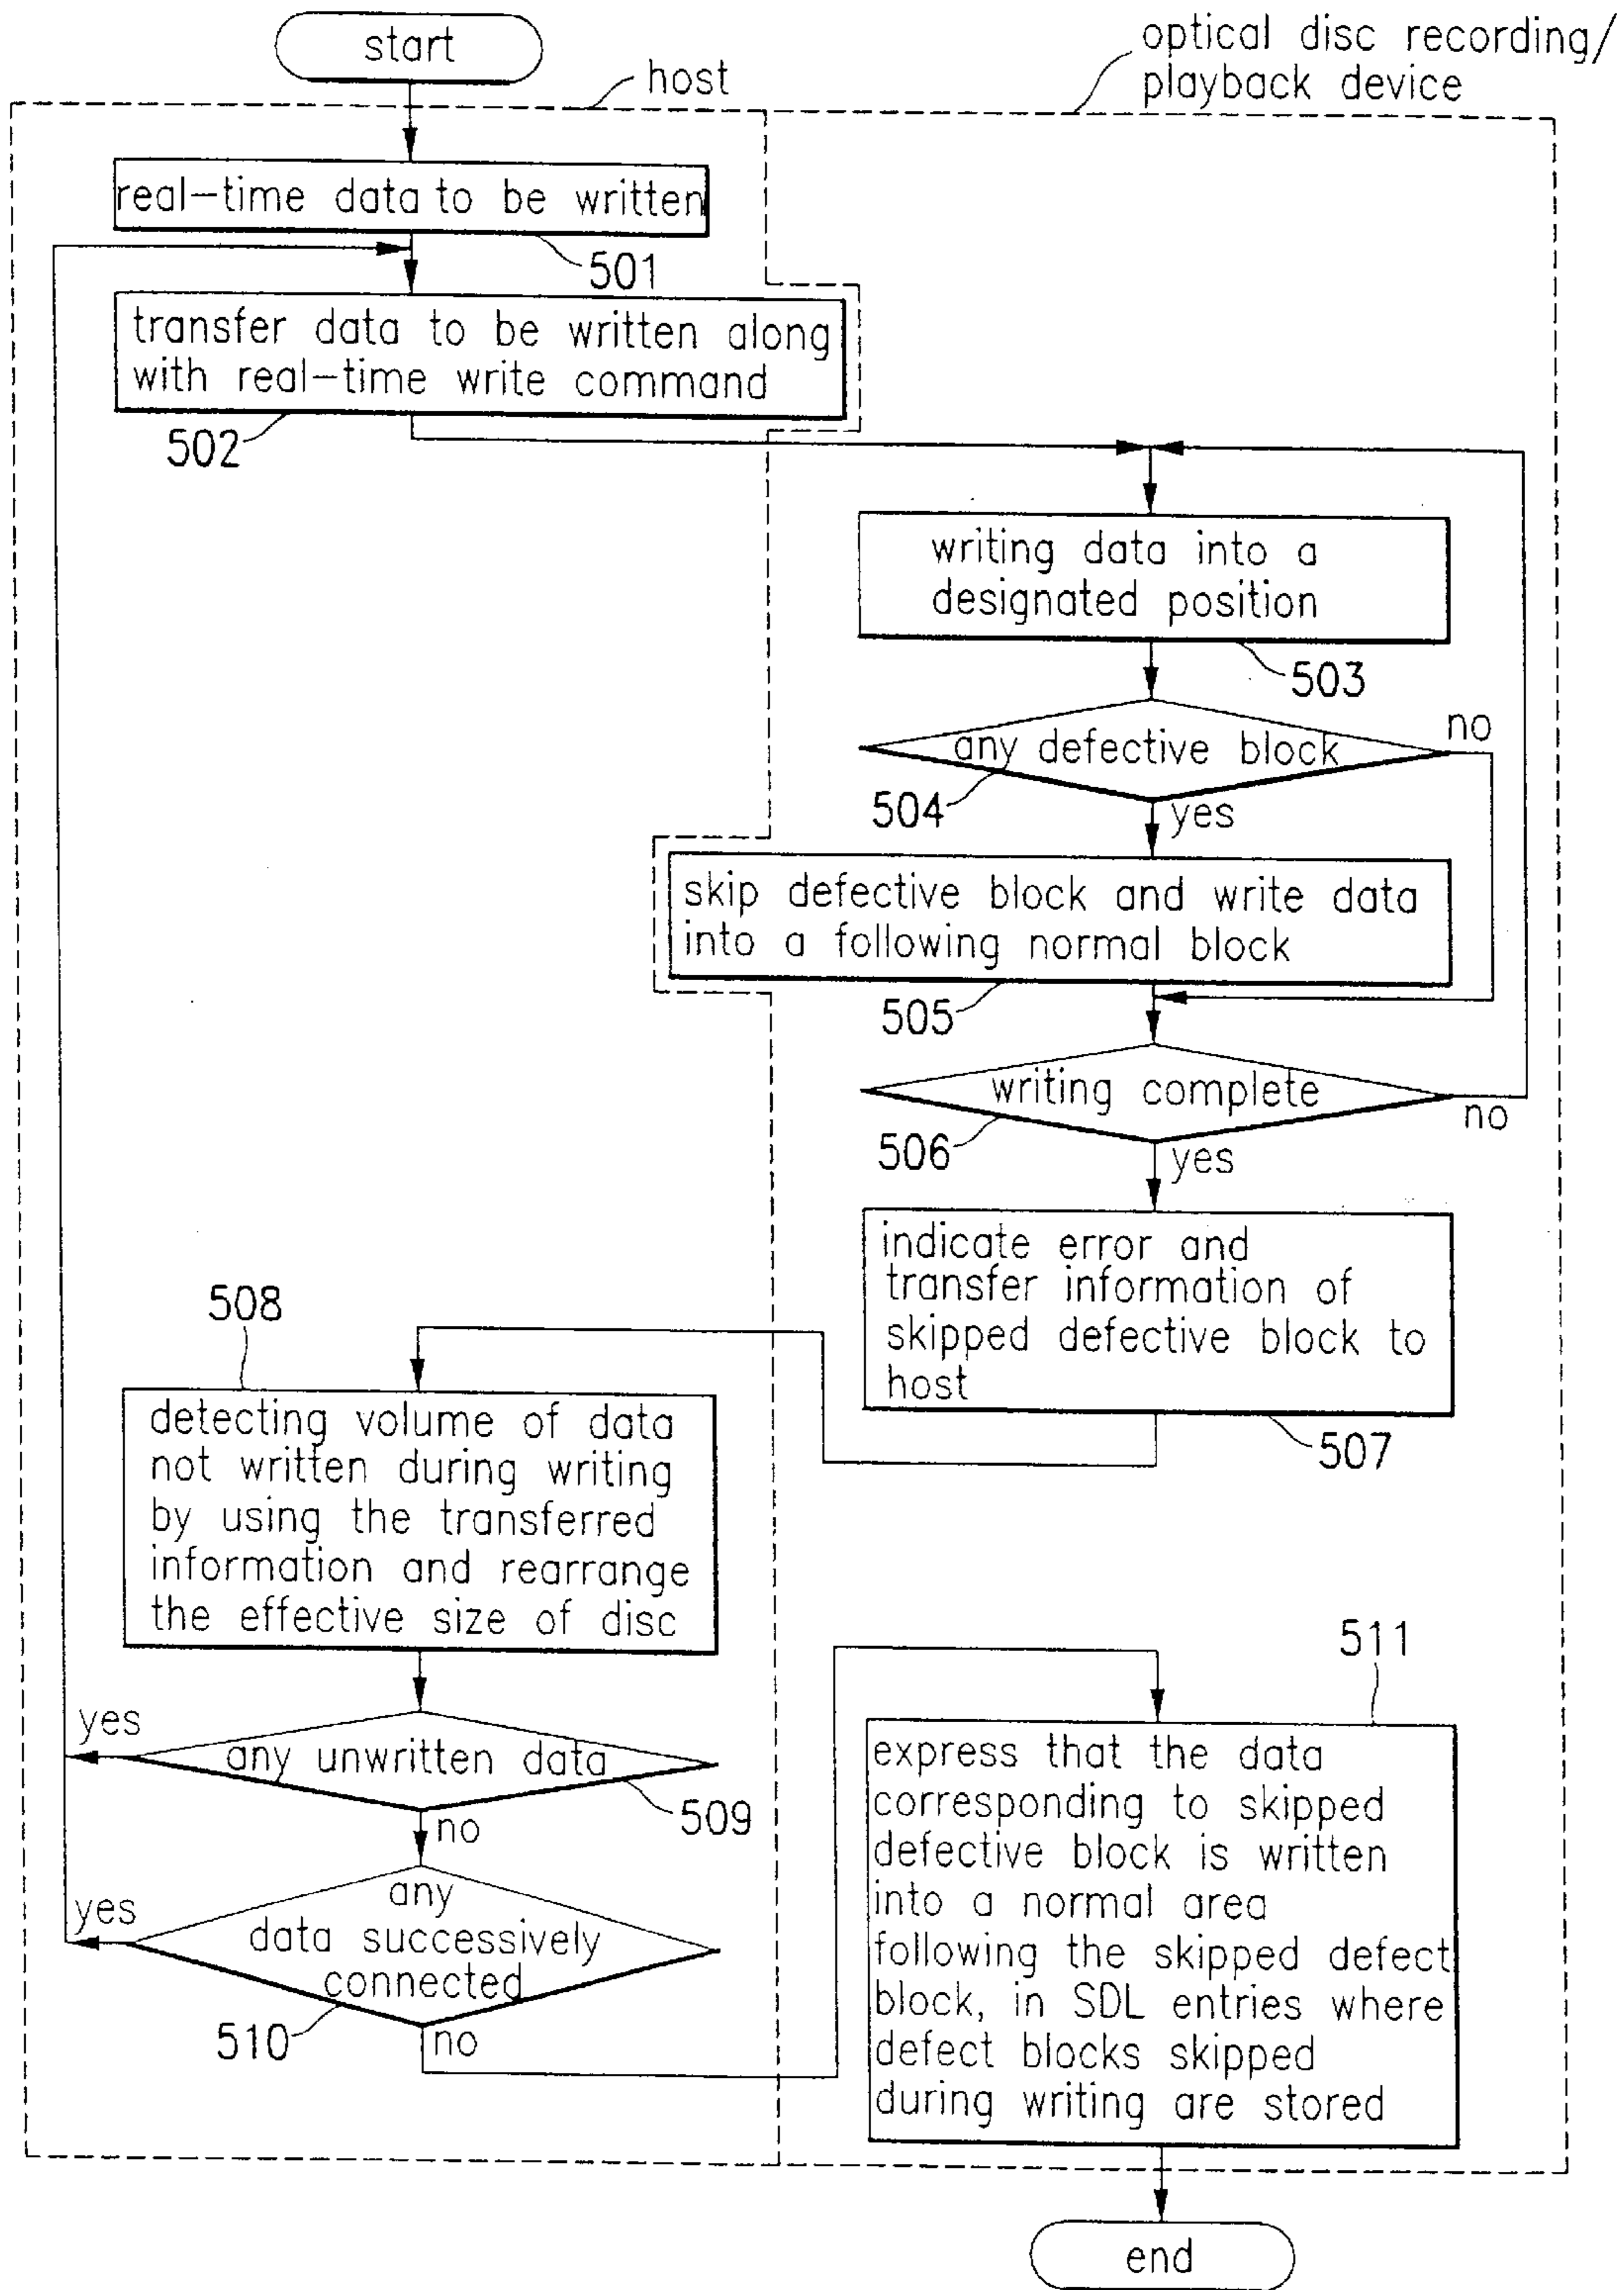 start
host
optical disc recording/
playback device
real-time data to be written
501
transfer data to be written along
with real-time write command
502
writing data into a
designated position
503
any defective block
no
504
yes
skip defective block and write data
into a following normal block
505
writing complete
no
506
yes
indicate error and
transfer information of
skipped defective block to
host
507
508
detecting volume of data
not written during writing
by using the transferred
information and rearrange
the effective size of disc
yes
any unwritten data
509
no
yes
any
data successively
connected
510
no
511
express that the data
corresponding to skipped
defective block is written
into a normal area
following the skipped defect
block, in SDL entries where
defect blocks skipped
during writing are stored
end